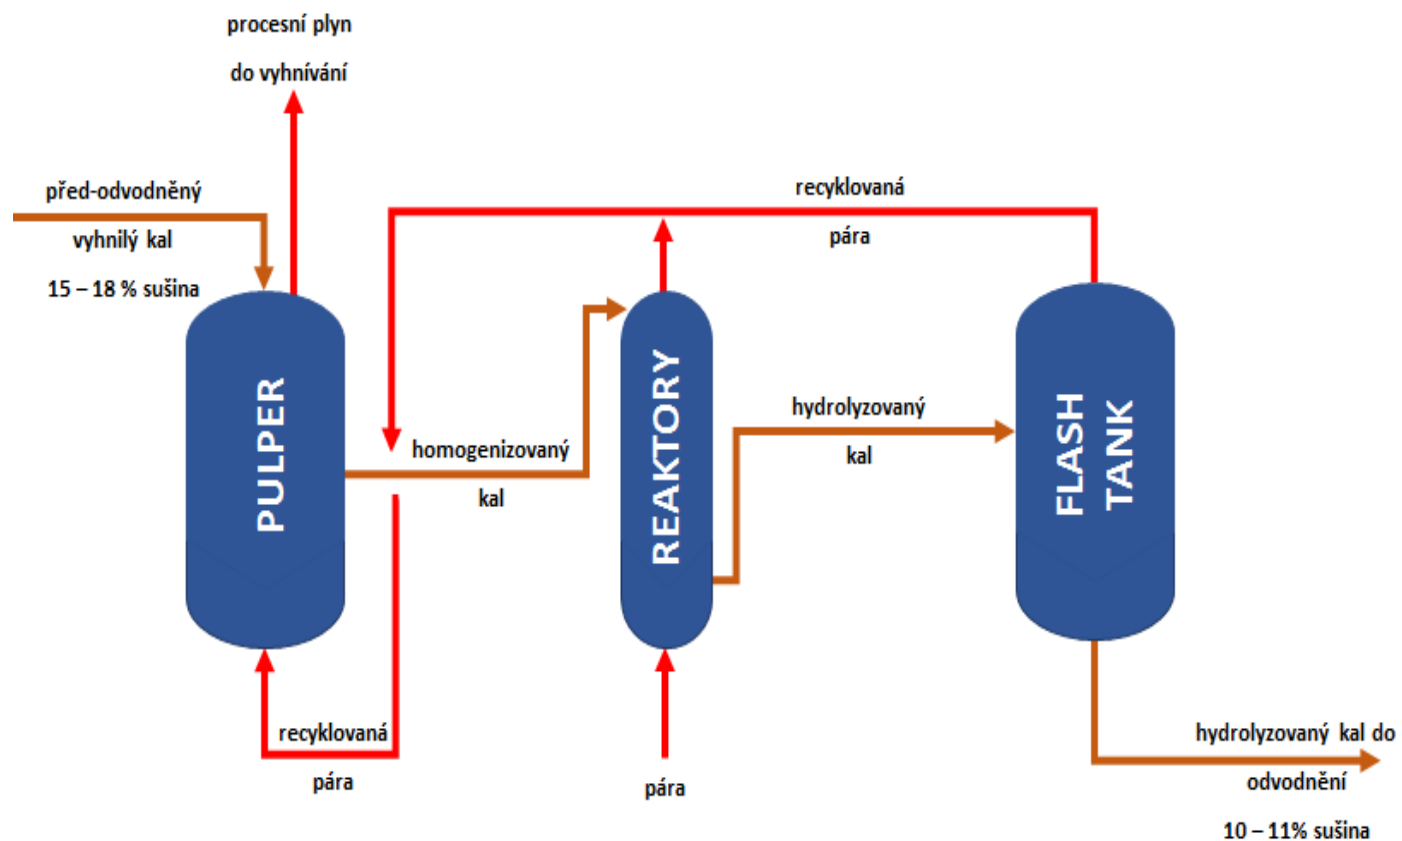 procesní plyn
do vyhnívání
před-odvodněný
vyhnilý kal
15 – 18 % sušina
recyklovaná
pára
PULPER
homogenizovaný
kal
REAKTORY
hydrolyzovaný
kal
FLASH
TANK
recyklovaná
pára
pára
hydrolyzovaný kal do
odvodnění
10 – 11% sušina